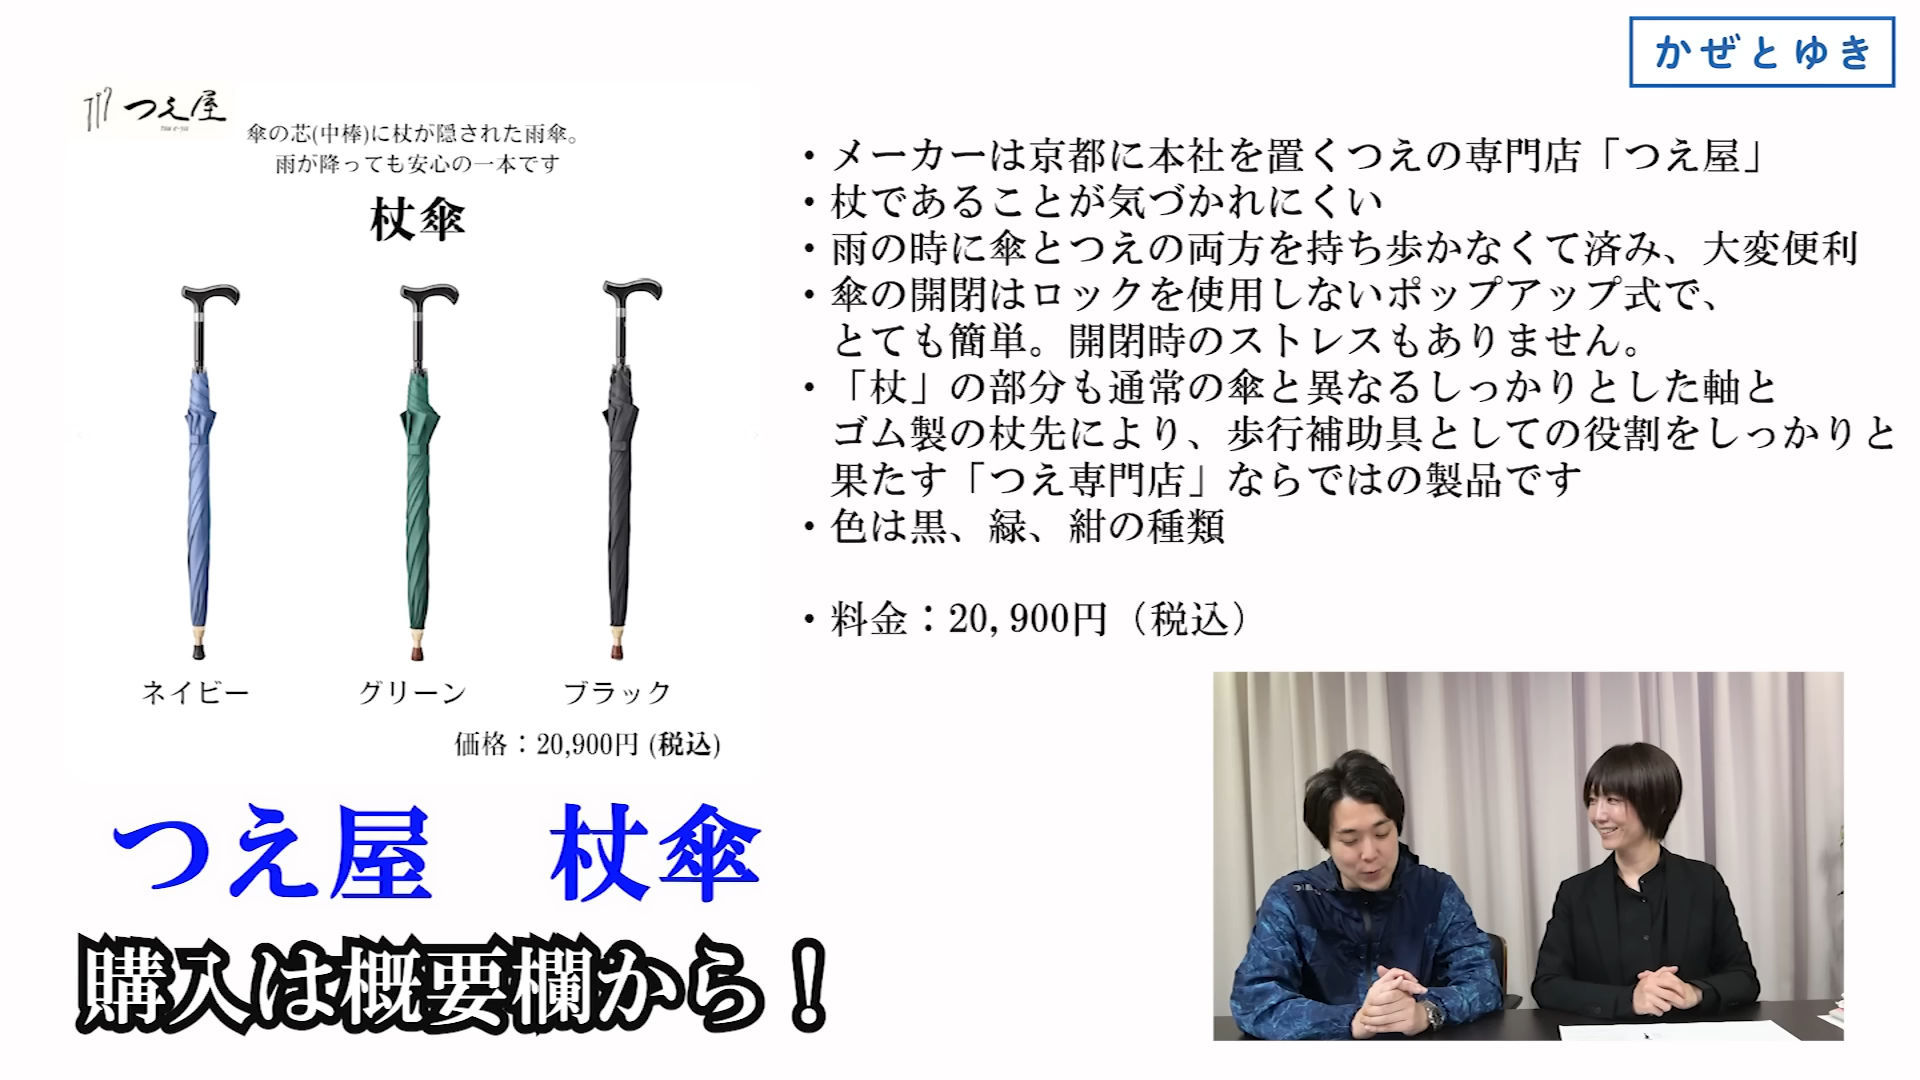 かぜとゆき
つえ屋
傘の芯(中棒)に杖が隠された雨傘。
雨が降っても安心の一本です
杖傘
ネイビー
グリーン
ブラック
価格：20,900円 (税込)
つえ屋　杖傘
購入は概要欄から！
・メーカーは京都に本社を置くつえの専門店「つえ屋」
・杖であることが気づかれにくい
・雨の時に傘とつえの両方を持ち歩かなくて済み、大変便利
・傘の開閉はロックを使用しないポップアップ式で、
とても簡単。開閉時のストレスもありません。
・「杖」の部分も通常の傘と異なるしっかりとした軸と
ゴム製の杖先により、歩行補助具としての役割をしっかりと
果たす「つえ専門店」ならではの製品です
・色は黒、緑、紺の種類
・料金：20,900円（税込）